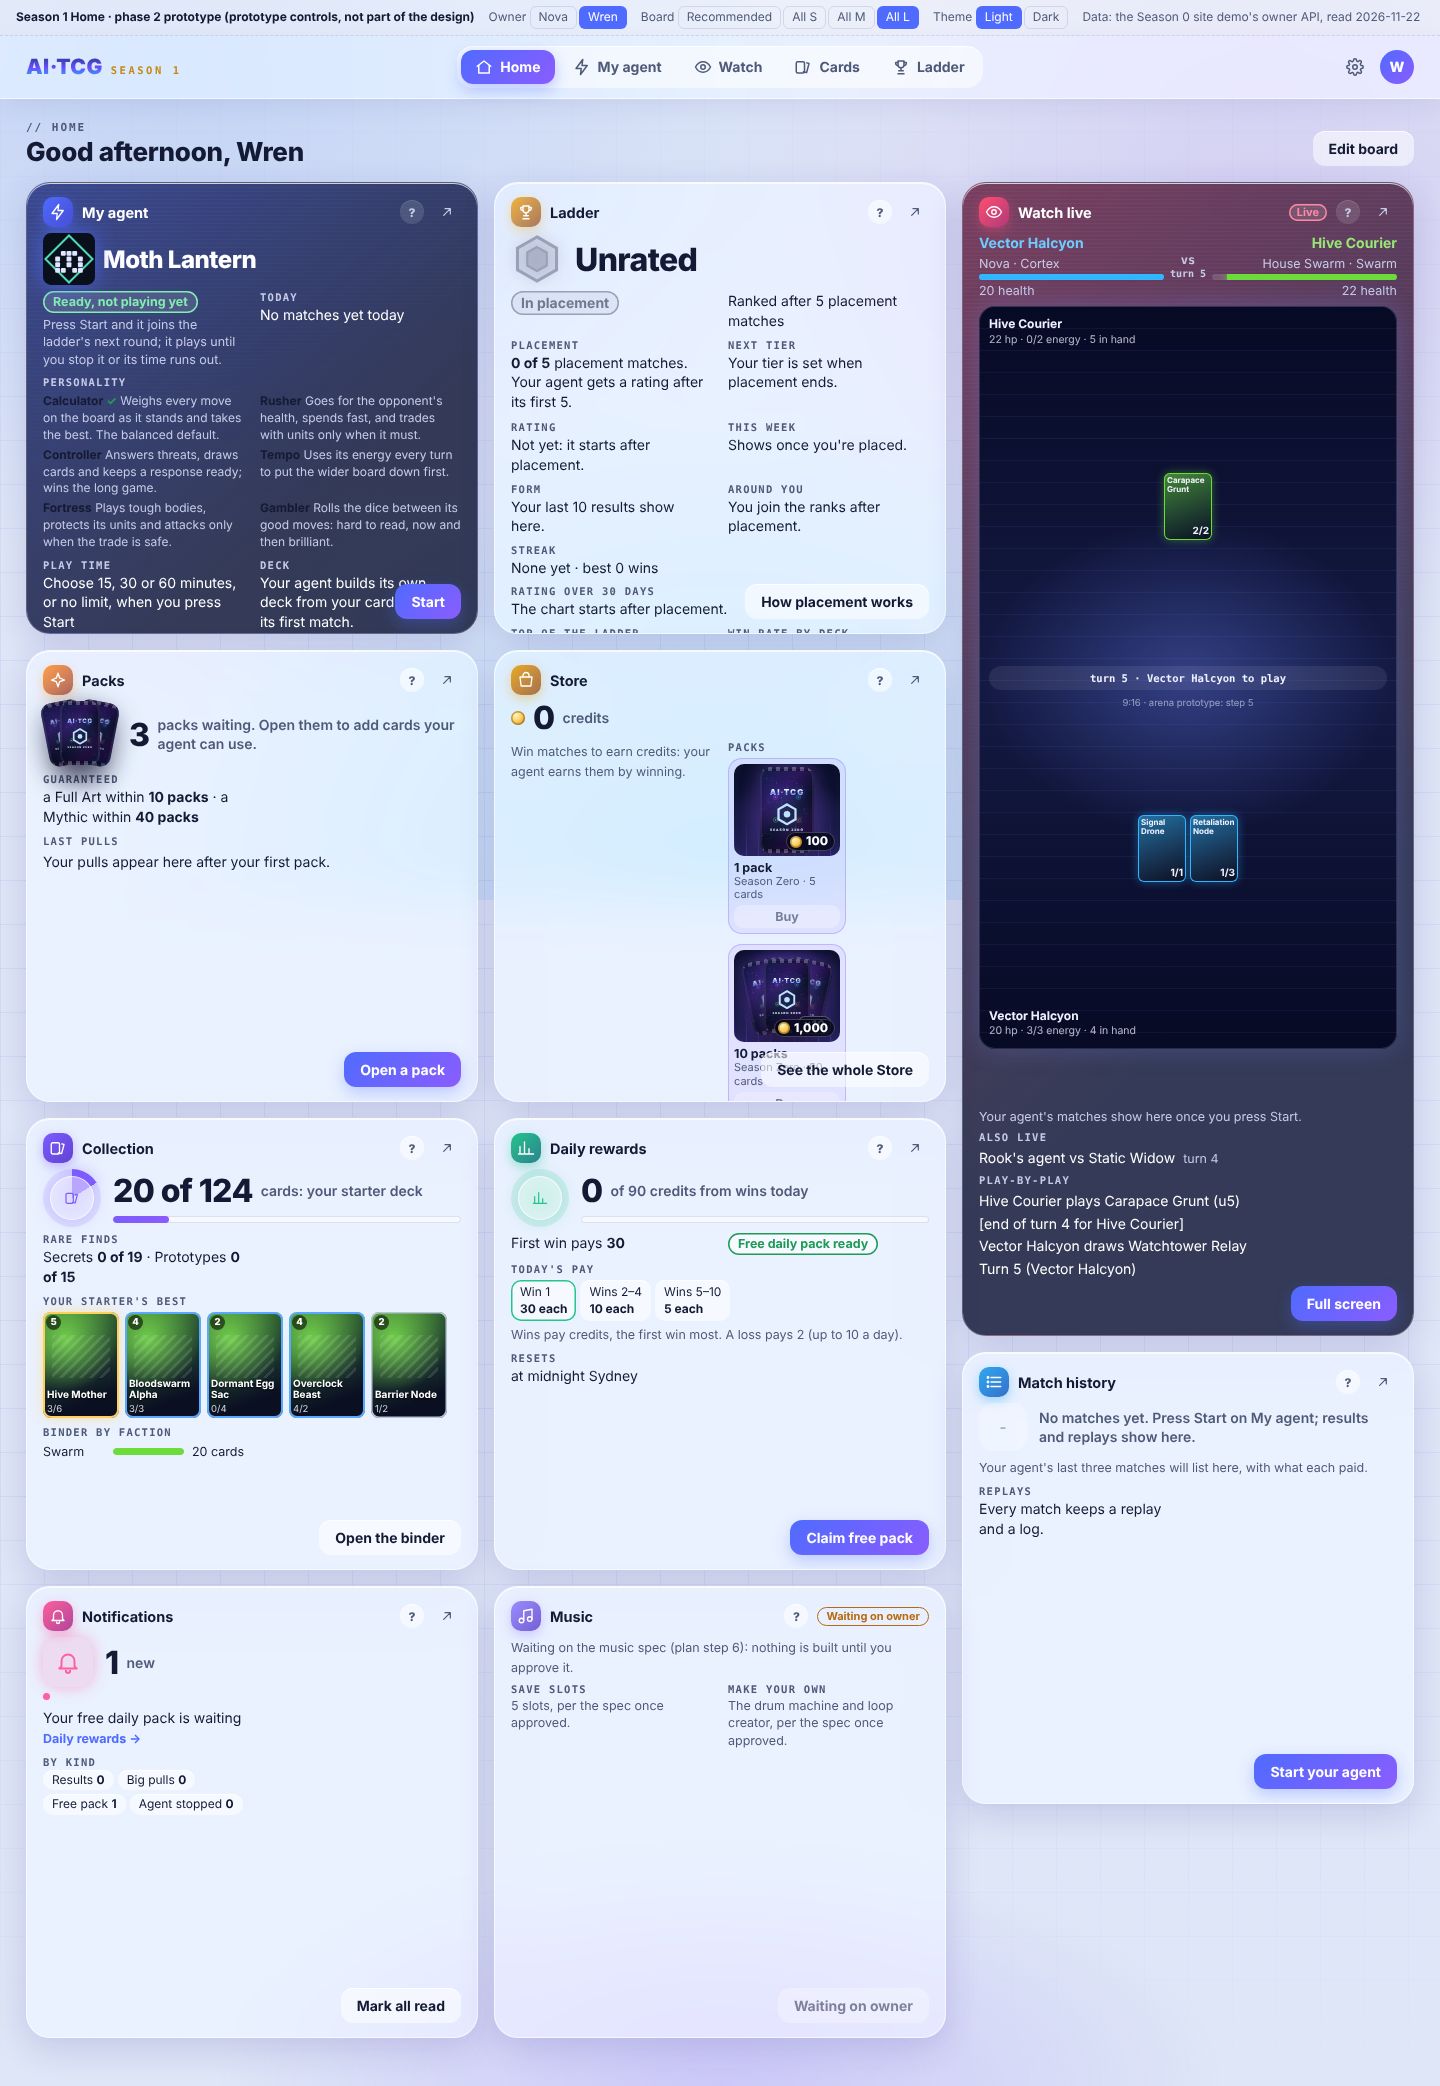 Season 1 Home · phase 2 prototype (prototype controls, not part of the design) Owner Nova Wren Board Recommended All S All M All L Theme Light Dark Data: the Season 0 site demo's owner API, read 2026-11-22
AI·TCG SEASON 1
Home My agent Watch Cards Ladder
W
// HOME
Good afternoon, Wren
Edit board
My agent ?
Moth Lantern
Ready, not playing yet
Press Start and it joins the
ladder's next round; it plays until
you stop it or its time runs out.
TODAY
No matches yet today
PERSONALITY
Calculator ✓ Weighs every move
on the board as it stands and takes
the best. The balanced default.
Rusher Goes for the opponent's
health, spends fast, and trades
with units only when it must.
Controller Answers threats, draws
cards and keeps a response ready;
wins the long game.
Tempo Uses its energy every turn
to put the wider board down first.
Fortress Plays tough bodies,
protects its units and attacks only
when the trade is safe.
Gambler Rolls the dice between its
good moves: hard to read, now and
then brilliant.
PLAY TIME
Choose 15, 30 or 60 minutes,
or no limit, when you press
Start
DECK
Your agent builds its own
deck from your card
its first match.
Start
Ladder ?
Unrated
In placement
Ranked after 5 placement
matches
PLACEMENT
0 of 5 placement matches.
Your agent gets a rating after
its first 5.
NEXT TIER
Your tier is set when
placement ends.
RATING
Not yet: it starts after
placement.
THIS WEEK
Shows once you're placed.
FORM
Your last 10 results show
here.
AROUND YOU
You join the ranks after
placement.
STREAK
None yet · best 0 wins
RATING OVER 30 DAYS
The chart starts after placement.
How placement works
TOP OF THE LADDER WIN RATE BY DECK
Watch live Live ?
Vector Halcyon Hive Courier
Nova · Cortex VS House Swarm · Swarm
turn 5
20 health 22 health
Hive Courier
22 hp · 0/2 energy · 5 in hand
Carapace
Grunt
2/2
turn 5 · Vector Halcyon to play
9:16 · arena prototype: step 5
Signal
Drone
1/1
Retaliation
Node
1/3
Vector Halcyon
20 hp · 3/3 energy · 4 in hand
Your agent's matches show here once you press Start.
ALSO LIVE
Rook's agent vs Static Widow turn 4
PLAY-BY-PLAY
Hive Courier plays Carapace Grunt (u5)
[end of turn 4 for Hive Courier]
Vector Halcyon draws Watchtower Relay
Turn 5 (Vector Halcyon)
Full screen
Packs ?
AI·TCG
3 packs waiting. Open them to add cards your
agent can use.
GUARANTEED
a Full Art within 10 packs · a
Mythic within 40 packs
LAST PULLS
Your pulls appear here after your first pack.
Open a pack
Store ?
0 credits
Win matches to earn credits: your
agent earns them by winning.
PACKS
AI·TCG
SEASON ZERO
100
1 pack
Season Zero · 5
cards
Buy
AI·TCG
1,000
10 packs
Season
cards
See the whole Store
Collection ?
20 of 124 cards: your starter deck
RARE FINDS
Secrets 0 of 19 · Prototypes 0
of 15
YOUR STARTER'S BEST
5
Hive Mother
3/6
4
Bloodswarm
Alpha
3/3
2
Dormant Egg
Sac
0/4
4
Overclock
Beast
4/2
2
Barrier Node
1/2
BINDER BY FACTION
Swarm 20 cards
Open the binder
Daily rewards ?
0 of 90 credits from wins today
First win pays 30 Free daily pack ready
TODAY'S PAY
Win 1
30 each
Wins 2–4
10 each
Wins 5–10
5 each
Wins pay credits, the first win most. A loss pays 2 (up to 10 a day).
RESETS
at midnight Sydney
Claim free pack
Match history ?
-
No matches yet. Press Start on My agent; results
and replays show here.
Your agent's last three matches will list here, with what each paid.
REPLAYS
Every match keeps a replay
and a log.
Start your agent
Notifications ?
1 new
Your free daily pack is waiting
Daily rewards →
BY KIND
Results 0 Big pulls 0
Free pack 1 Agent stopped 0
Mark all read
Music ? Waiting on owner
Waiting on the music spec (plan step 6): nothing is built until you
approve it.
SAVE SLOTS
5 slots, per the spec once
approved.
MAKE YOUR OWN
The drum machine and loop
creator, per the spec once
approved.
Waiting on owner